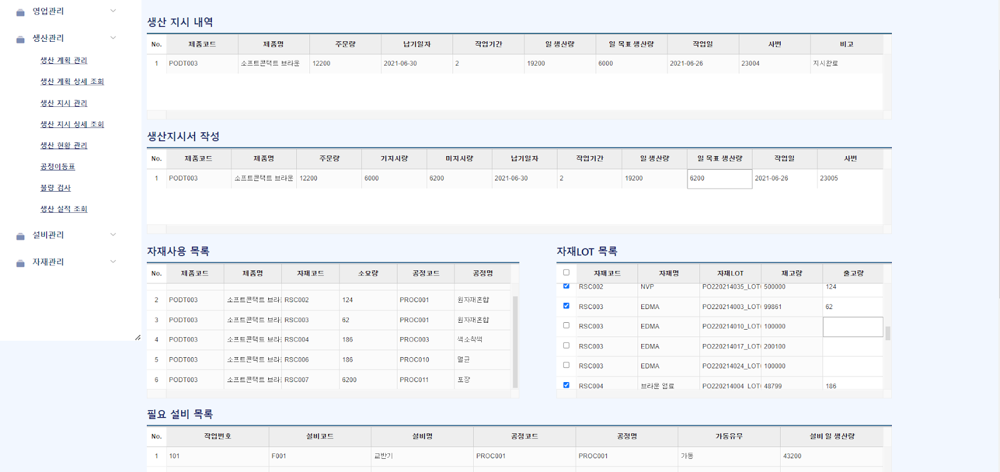 영업관리
생산관리
생산 계획 관리
생산 계획 상세 조회
생산 지시 관리
생산 지시 상세 조회
생산 현황 관리
공정이동표
불량 검사
생산 실적 조회
설비관리
자재관리
생산 지시 내역
No. 제품코드 제품명 주문량 납기일자 작업기간 일 생산량 일 목표 생산량 작업일 사번 비고
1 PODT003 소프트콘택트 브라운 12200 2021-06-30 2 19200 6000 2021-06-26 23004 지시완료
생산지시서 작성
No. 제품코드 제품명 주문량 기지시량 미지시량 납기일자 작업기간 일 생산량 일 목표 생산량 작업일 사번
1 PODT003 소프트콘택트 브라운 12200 6000 6200 2021-06-30 2 19200 6200 2021-06-26 23005
자재사용 목록
No. 제품코드 제품명 자재코드 소요량 공정코드 공정명
2 PODT003 소프트콘택트 브라운 RSC002 124 PROC001 원자재혼합
3 PODT003 소프트콘택트 브라운 RSC003 62 PROC001 원자재혼합
4 PODT003 소프트콘택트 브라운 RSC004 186 PROC003 색소착색
5 PODT003 소프트콘택트 브라운 RSC006 186 PROC010 멸균
6 PODT003 소프트콘택트 브라운 RSC007 6200 PROC011 포장
자재LOT 목록
자재코드 자재명 자재LOT 재고량 출고량
RSC002 NVP PO220214035_LOT 500000 124
RSC003 EDMA PO220214003_LOT 99861 62
RSC003 EDMA PO220214010_LOT 100000
RSC003 EDMA PO220214017_LOT 200100
RSC003 EDMA PO220214024_LOT 100000
RSC004 브라운 염료 PO220214004_LOT 48799 186
필요 설비 목록
No. 작업번호 설비코드 설비명 공정코드 공정명 가동유무 설비 일 생산량
1 101 F001 교반기 PROC001 PROC001 가동 43200